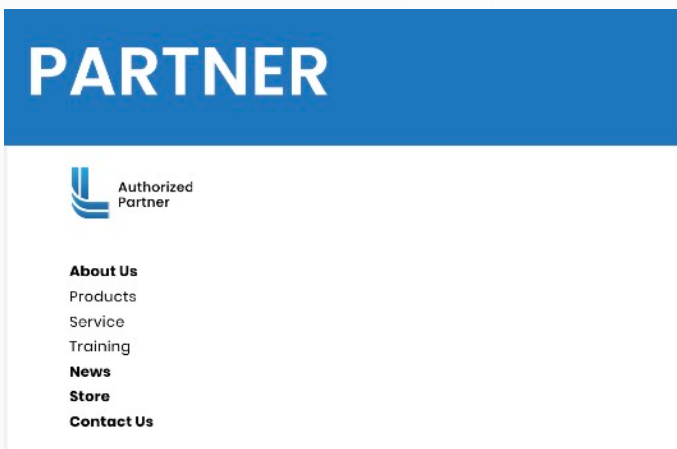 PARTNER
Authorized
Partner
About Us
Products
Service
Training
News
Store
Contact Us